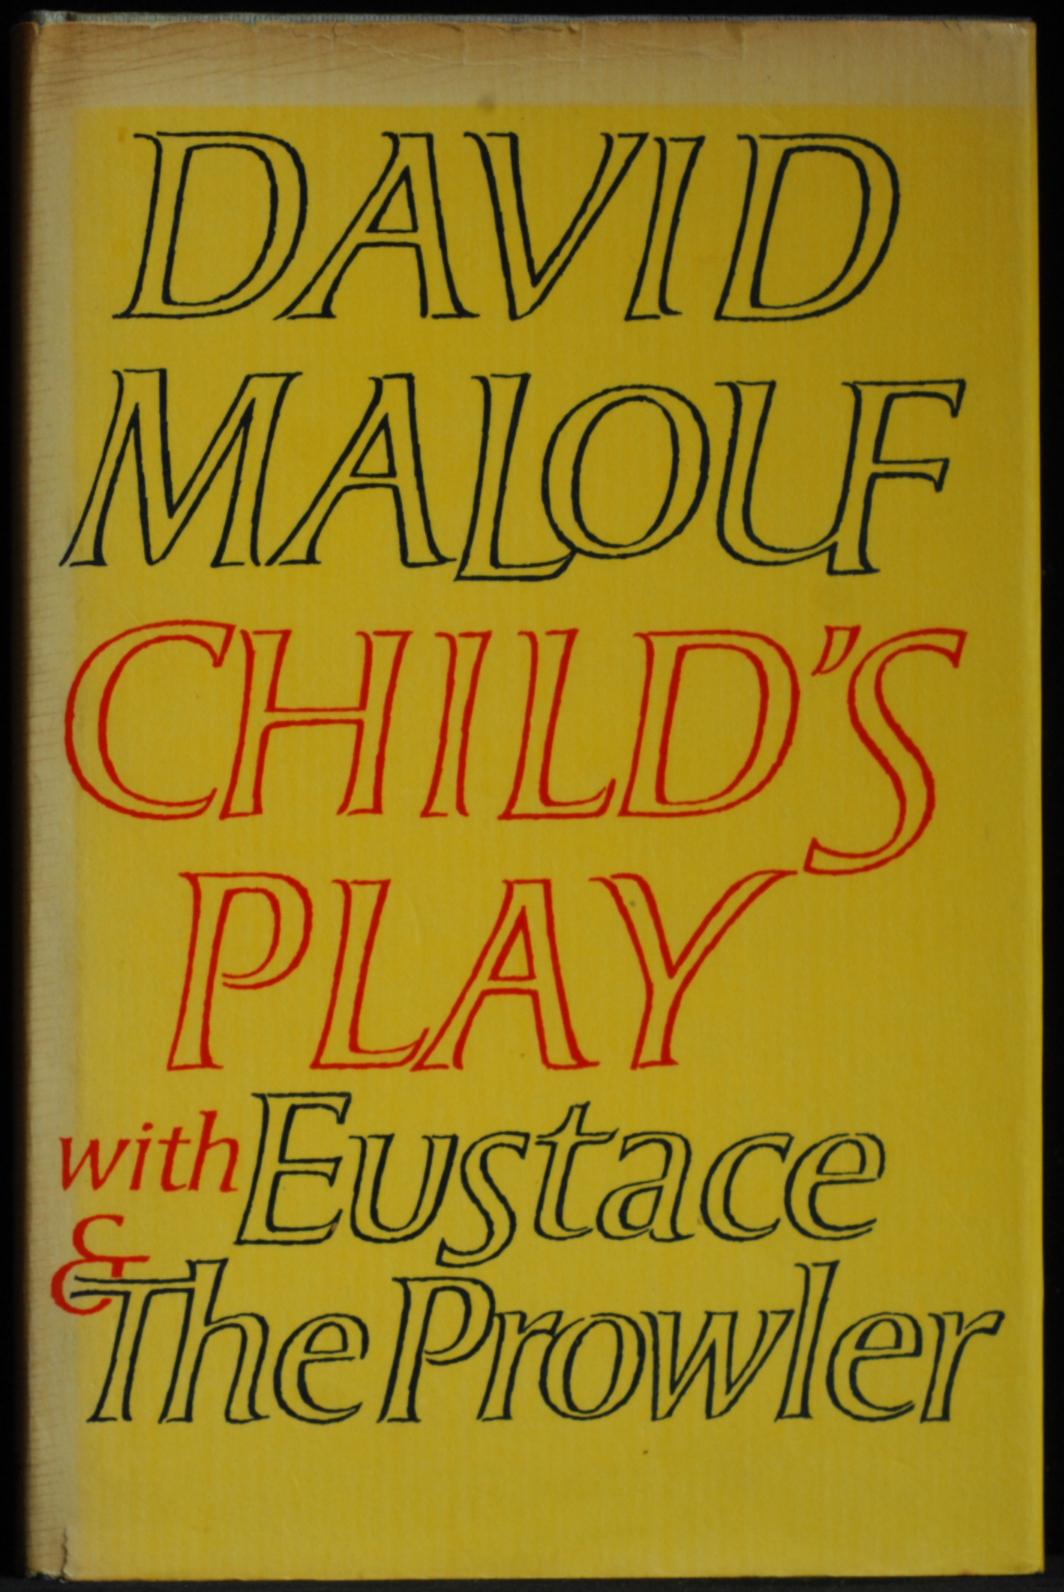 DAVID
MALOUF
CHILD'S
PLAY
with Eustace
& The Prowler